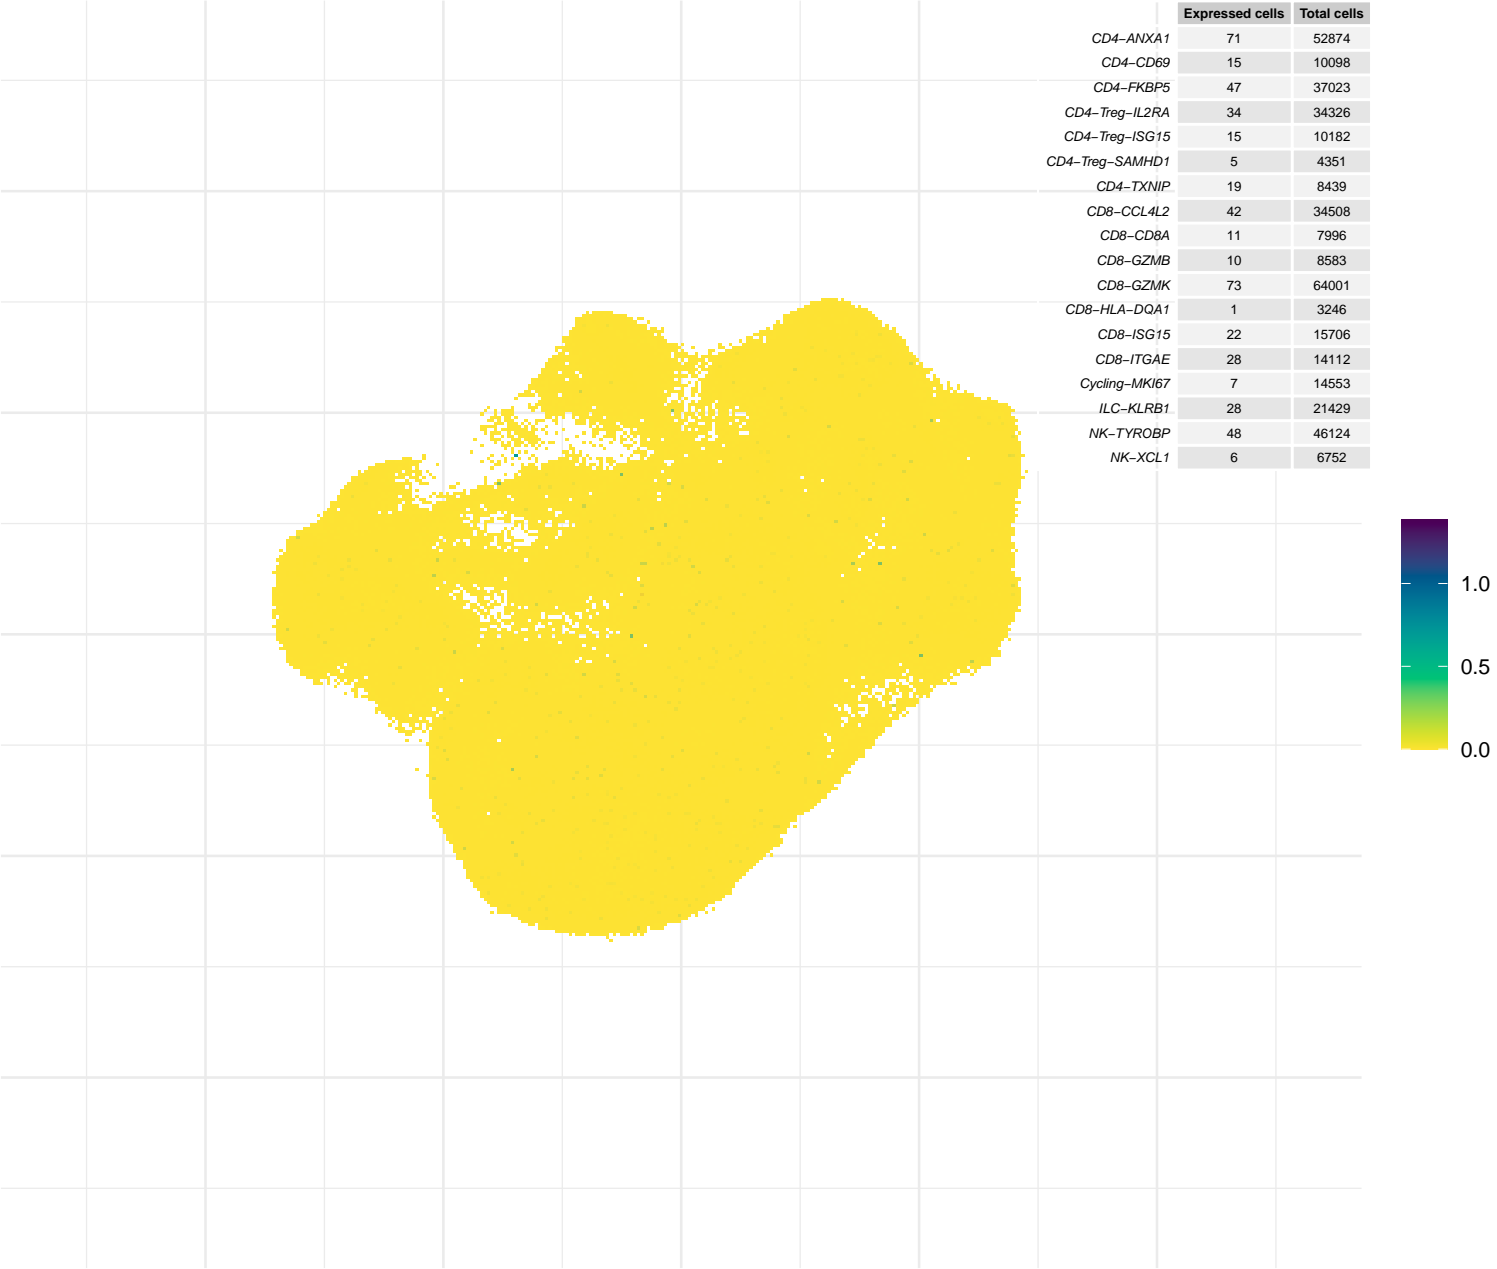 Expressed cells Total cells
CD4−ANXA1 71 52874
CD4−CD69 15 10098
CD4−FKBP5 47 37023
CD4−Treg−IL2RA 34 34326
CD4−Treg−ISG15 15 10182
CD4−Treg−SAMHD1 5 4351
CD4−TXNIP 19 8439
CD8−CCL4L2 42 34508
CD8−CD8A 11 7996
CD8−GZMB 10 8583
CD8−GZMK 73 64001
CD8−HLA−DQA1 1 3246
CD8−ISG15 22 15706
CD8−ITGAE 28 14112
Cycling−MKI67 7 14553
ILC−KLRB1 28 21429
NK−TYROBP 48 46124
NK−XCL1 6 6752
1.0
0.5
0.0